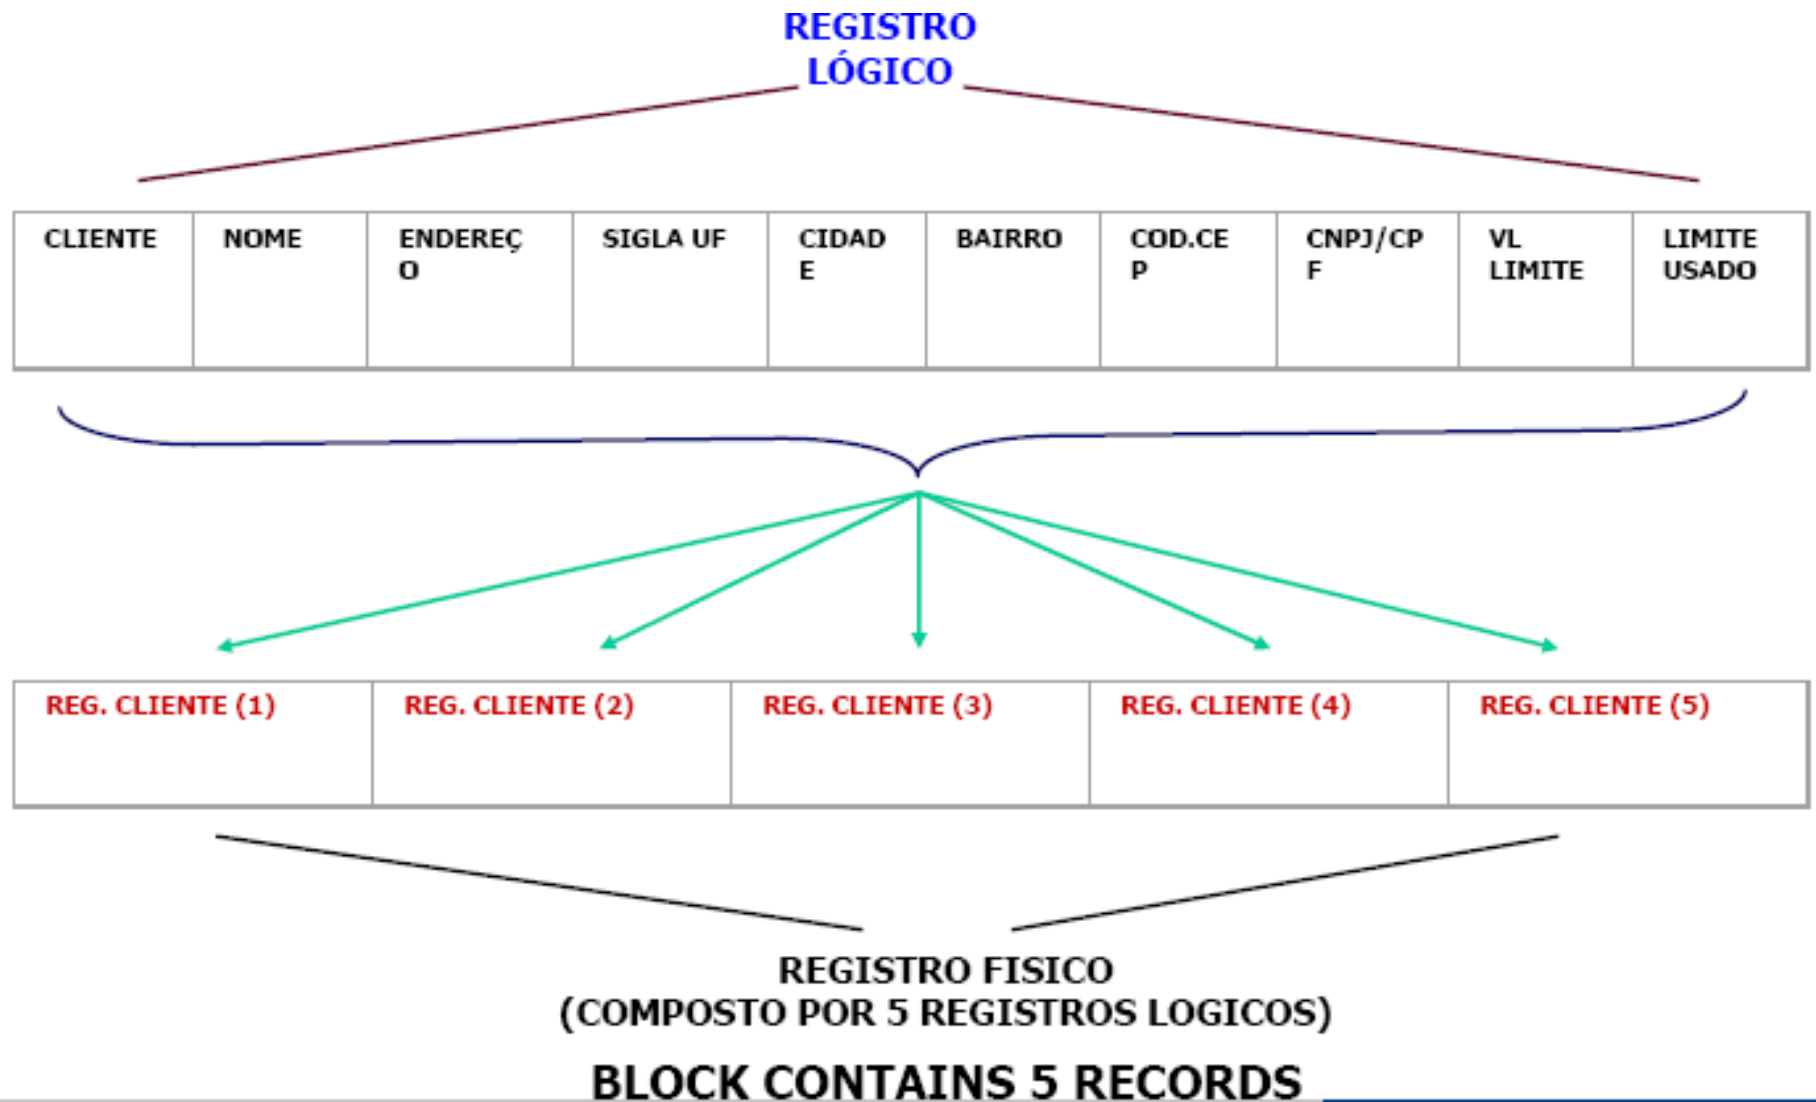 REGISTRO
LÓGICO
CLIENTE NOME ENDEREÇ SIGLA UF CIDAD BAIRRO COD.CE CNPJ/CP VL LIMITE
O E P F LIMITE USADO
REG. CLIENTE (1) REG. CLIENTE (2) REG. CLIENTE (3) REG. CLIENTE (4) REG. CLIENTE (5)
REGISTRO FISICO
(COMPOSTO POR 5 REGISTROS LOGICOS)
BLOCK CONTAINS 5 RECORDS